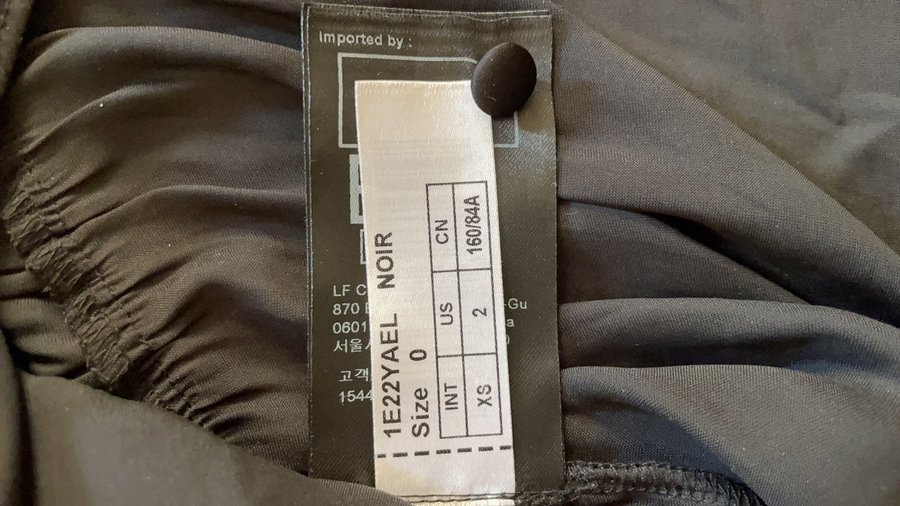 Imported by :
LF C
870
-Gu
0601
a
서울
고객
1544
1E22YAEL NOIR
Size 0
INT US CN
XS 2 160/84A